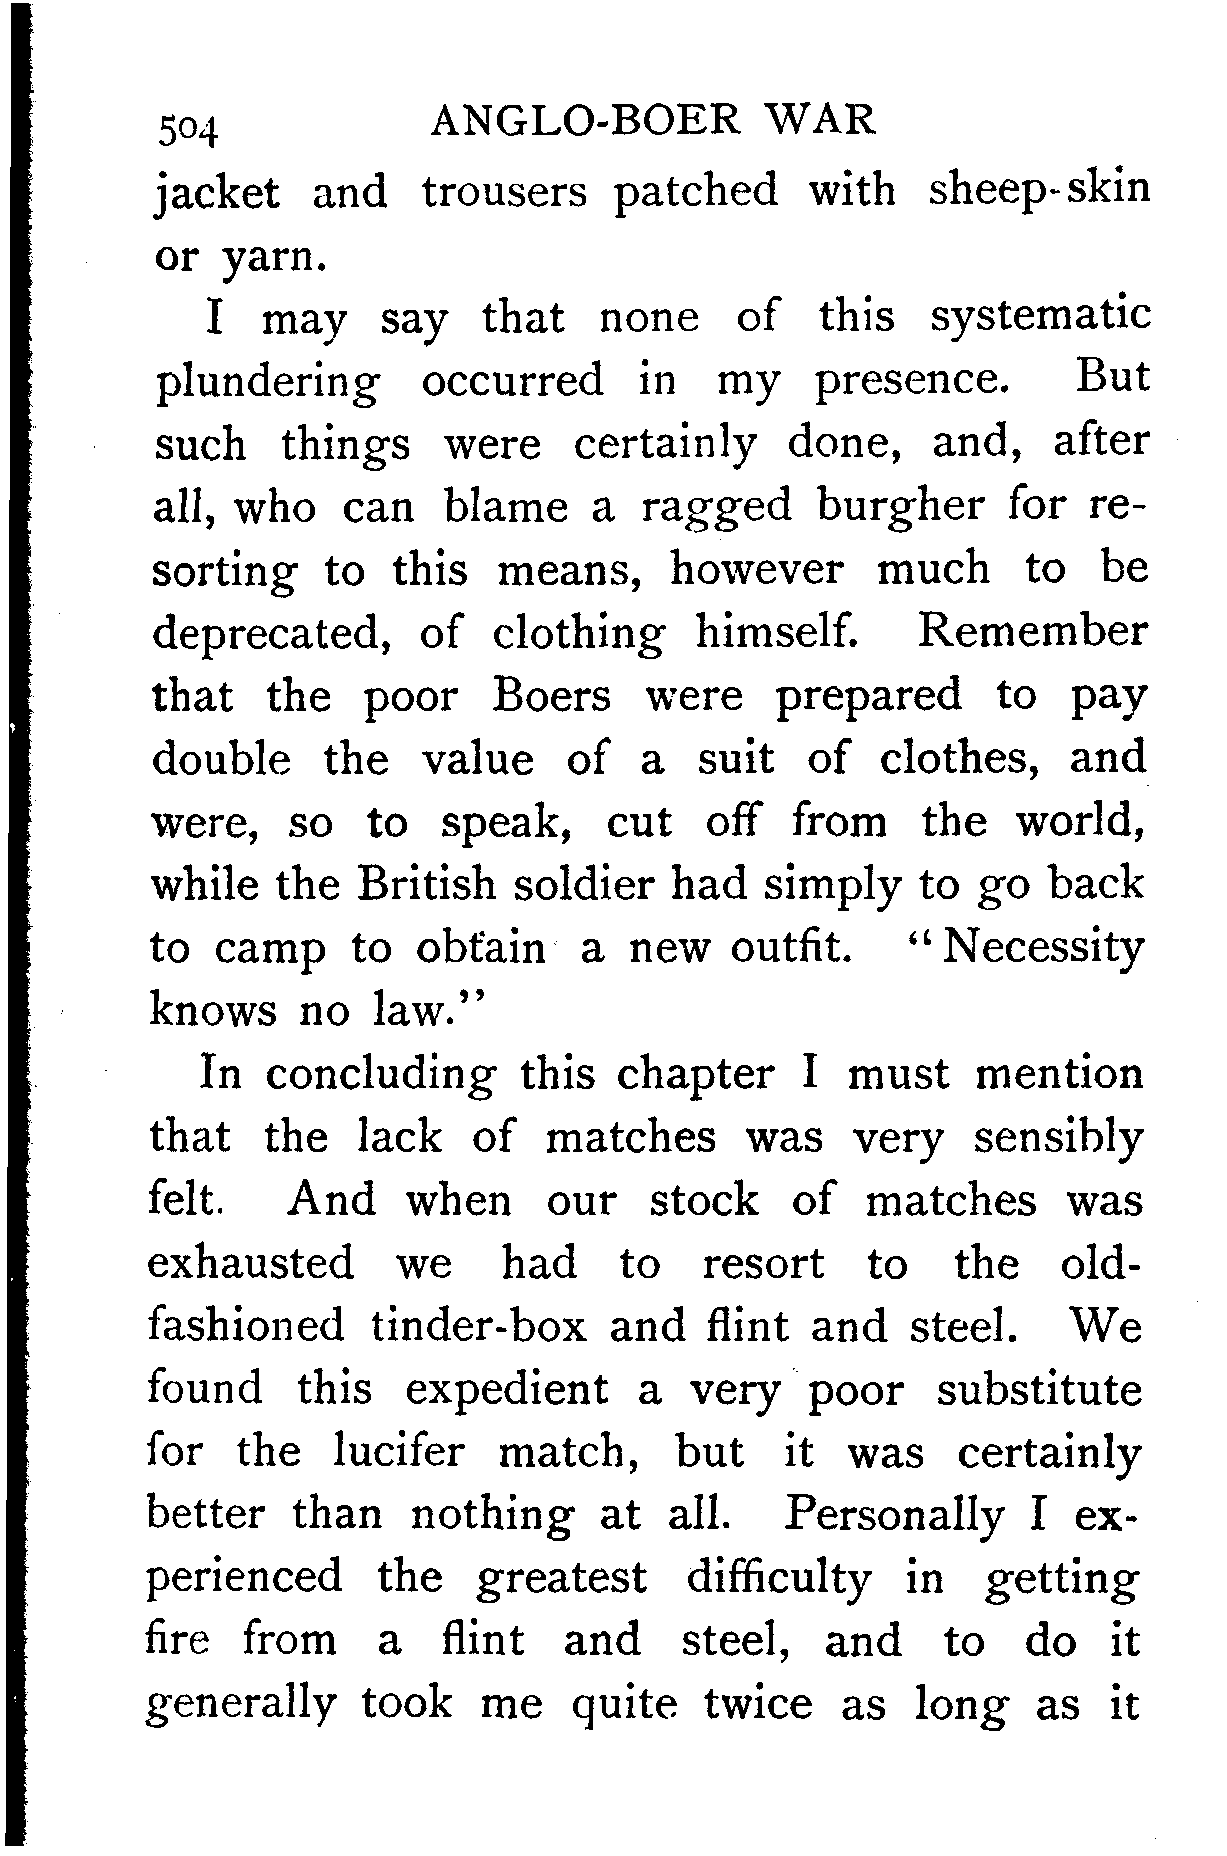 504 ANGLO-BOER WAR
jacket and trousers patched with sheep-skin
or yarn.
I may say that none of this systematic
plundering occurred in my presence. But
such things were certainly done, and, after
all, who can blame a ragged burgher for re-
sorting to this means, however much to be
deprecated, of clothing himself. Remember
that the poor Boers were prepared to pay
double the value of a suit of clothes, and
were, so to speak, cut off from the world,
while the British soldier had simply to go back
to camp to obtain a new outfit. "Necessity
knows no law."
In concluding this chapter I must mention
that the lack of matches was very sensibly
felt. And when our stock of matches was
exhausted we had to resort to the old-
fashioned tinder-box and flint and steel. We
found this expedient a very poor substitute
for the lucifer match, but it was certainly
better than nothing at all. Personally I ex-
perienced the greatest difficulty in getting
fire from a flint and steel, and to do it
generally took me quite twice as long as it